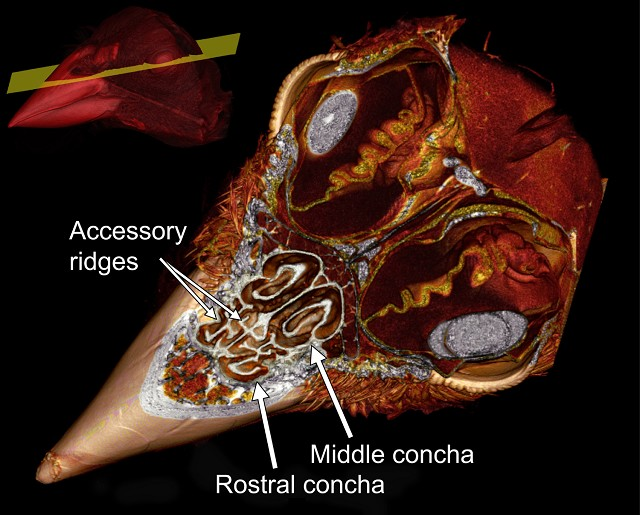 Accessory
ridges
Middle concha
Rostral concha